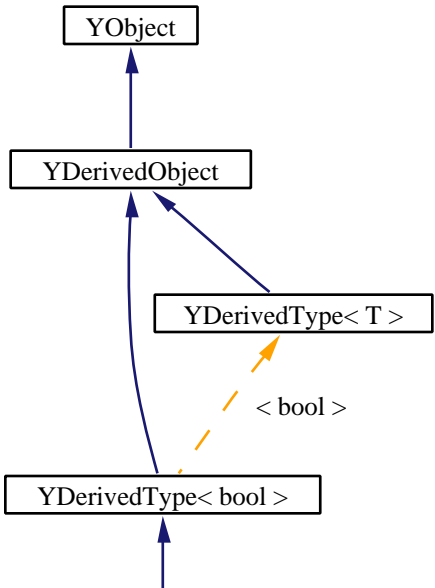 YObject
YDerivedObject
YDerivedType< T >
< bool >
YDerivedType< bool >